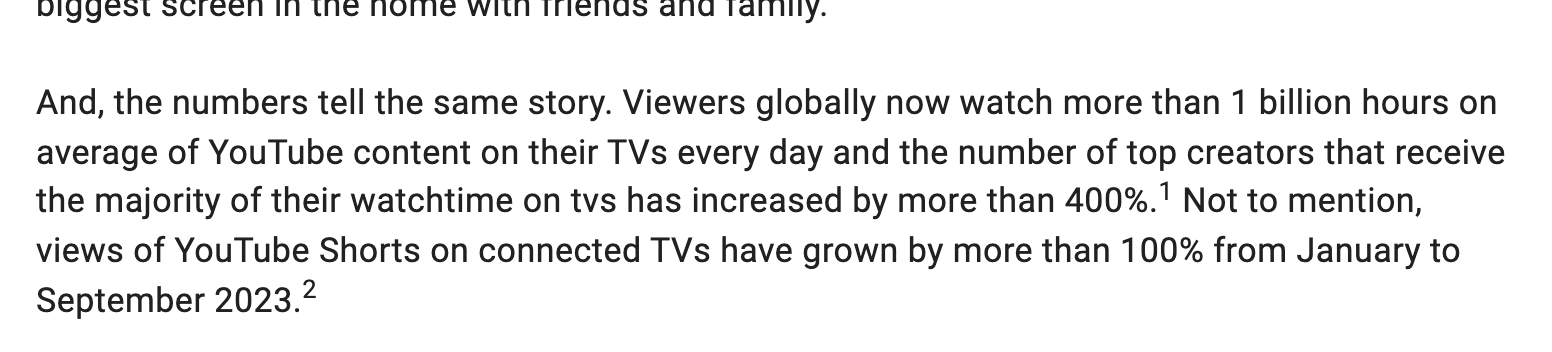 biggest screen in the home with friends and family.
And, the numbers tell the same story. Viewers globally now watch more than 1 billion hours on
average of YouTube content on their TVs every day and the number of top creators that receive
the majority of their watchtime on tvs has increased by more than 400%.¹ Not to mention,
views of YouTube Shorts on connected TVs have grown by more than 100% from January to
September 2023.²